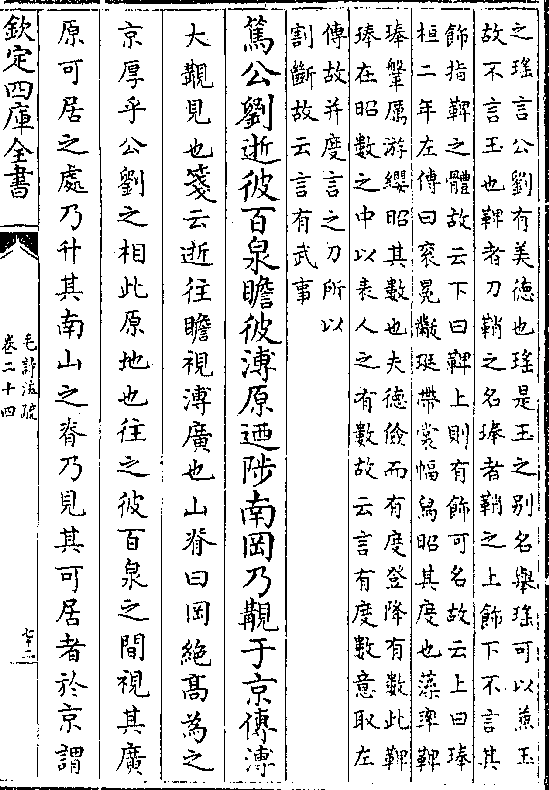 之瑤言公劉有美德也瑤是玉之別名舉瑤可以兼玉
故不言玉也鞞者刀鞘之名琫者鞘之上飾下不言其
飾指鞞之體故云下曰鞞上則有飾可名故云上曰琫
桓二年左傳曰衮冕黻珽帶裳幅舄昭其度也藻率鞞
琫鞶厲游纓昭其數也夫德儉而有度登降有數此鞞
琫在昭數之中以表人之有數故云言有度數意取左
傳故并度言之刀所以
割斷故云言有武事
篤公劉逝彼百泉瞻彼溥原迺陟南岡乃覯于京傳溥
大覯見也箋云逝往瞻視溥廣也山脊曰岡絶高為之
京厚乎公劉之相此原地也往之彼百泉之間視其廣
原可居之處乃升其南山之脊乃見其可居者於京謂
欽定四庫全書
毛詩注疏
卷二十四